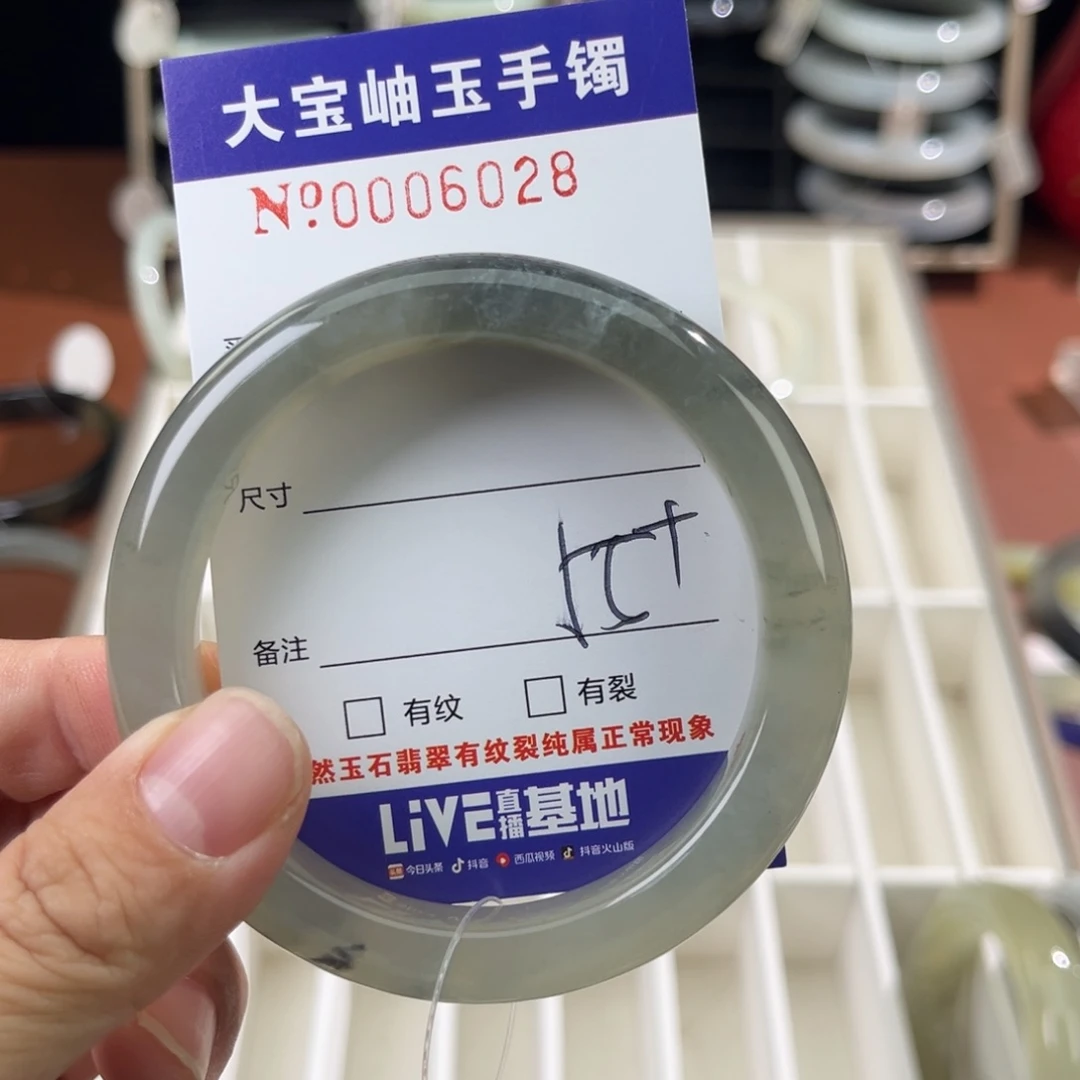 大宝岫玉手镯
Nº0006028
尺寸
备注
有纹 有裂
然玉石翡翠有纹裂纯属正常现象
LiVE直播基地
今日头条 抖音 西瓜视频 抖音火山版